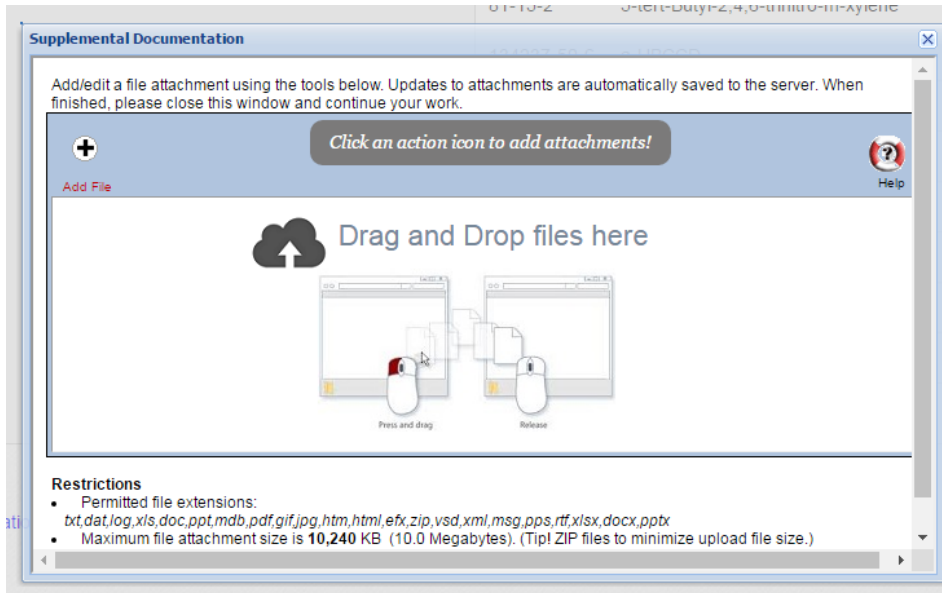 81-15-2 5-tert-Butyl-2,4,6-trinitro-m-xylene
Supplemental Documentation
Add/edit a file attachment using the tools below. Updates to attachments are automatically saved to the server. When
finished, please close this window and continue your work.
Click an action icon to add attachments!
Add File
Help
Drag and Drop files here
Press and drag
Release
Restrictions
• Permitted file extensions:
txt,dat,log,xls,doc,ppt,mdb,pdf,gif,jpg,htm,html,efx,zip,vsd,xml,msg,pps,rtf,xlsx,docx,pptx
• Maximum file attachment size is 10,240 KB (10.0 Megabytes). (Tip! ZIP files to minimize upload file size.)